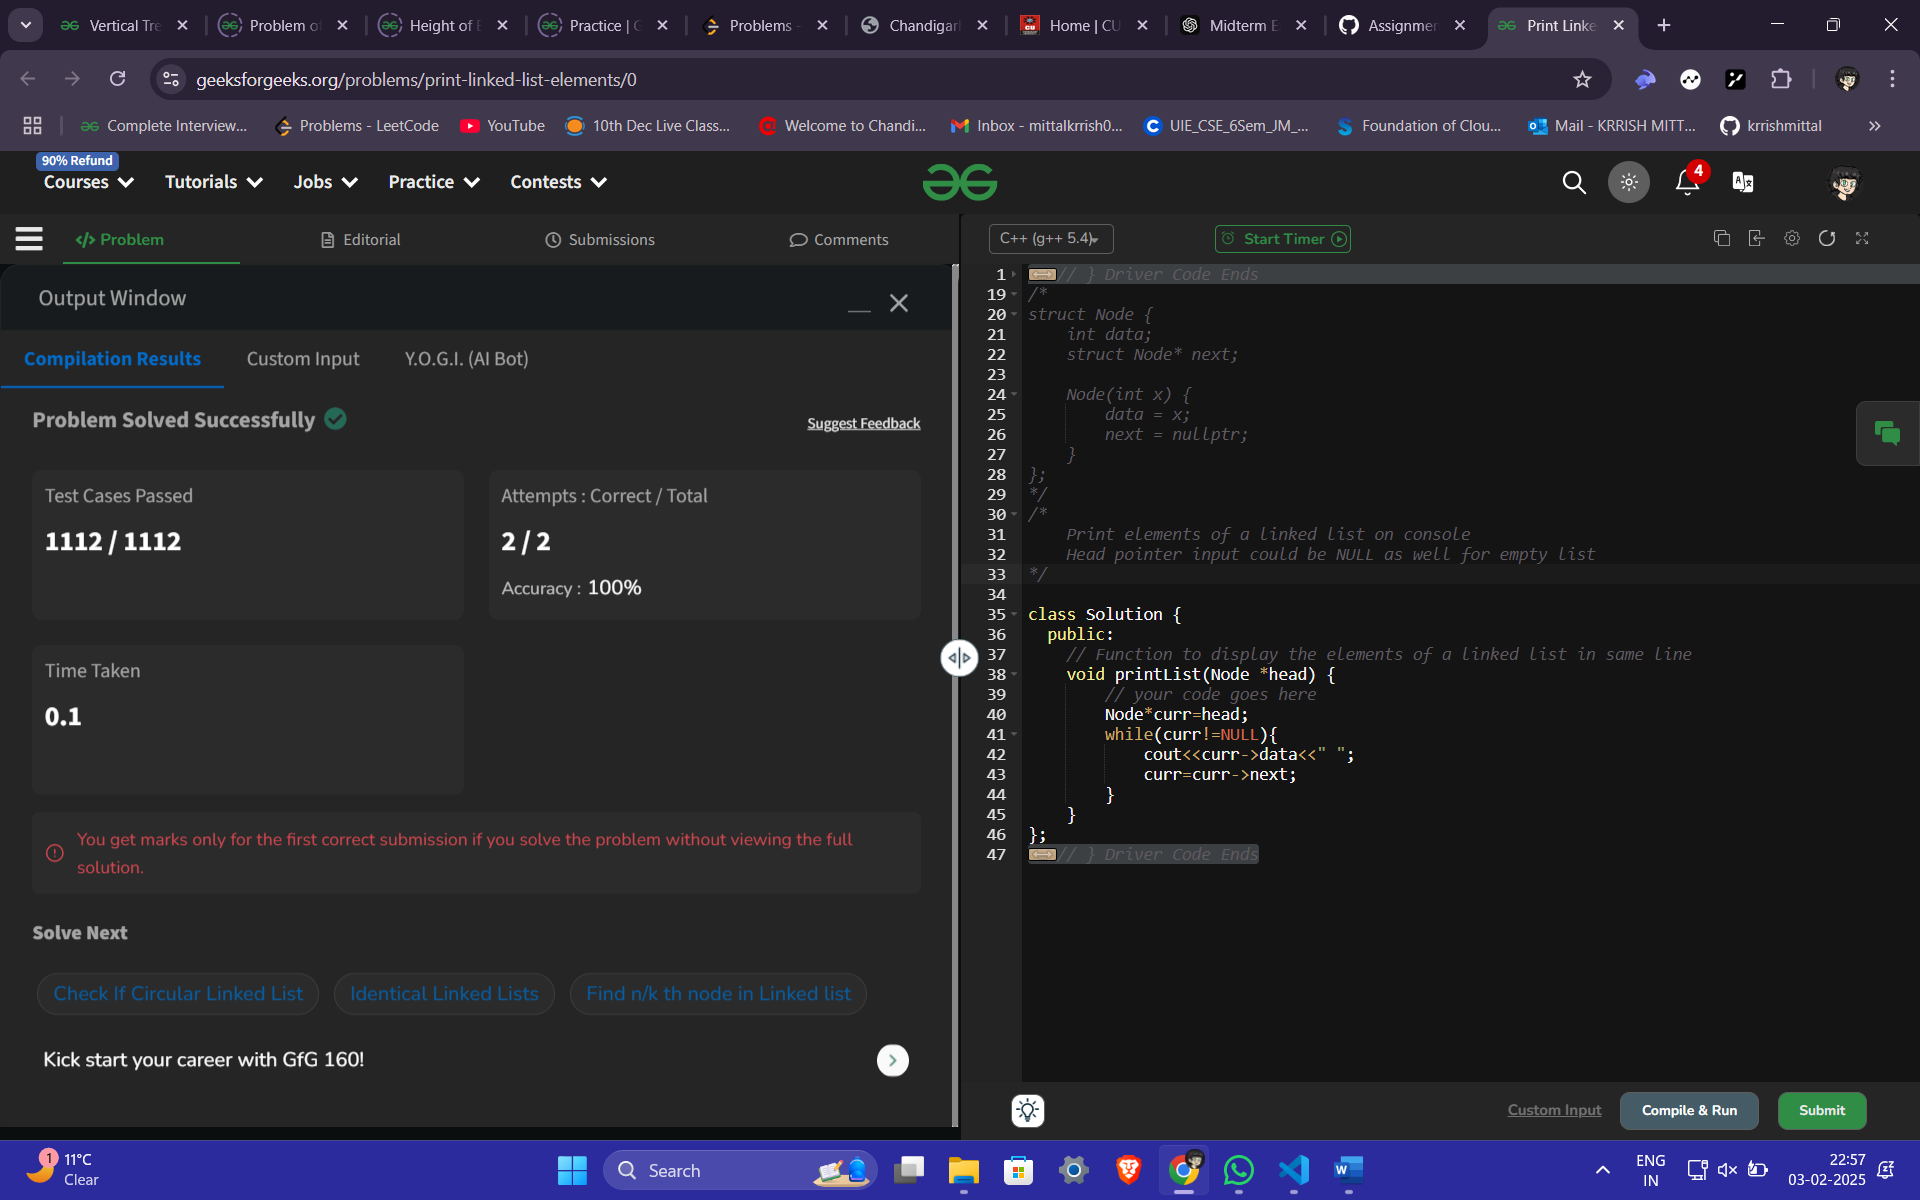 Vertical Tre
Problem o
Height of B
Practice | G
Problems -
Chandigar
Home | CU
Midterm E
Assignmen
Print Linke
geeksforgeeks.org/problems/print-linked-list-elements/0
Complete Interview...
Problems - LeetCode
YouTube
10th Dec Live Class...
Welcome to Chandi...
Inbox - mittalkrrish0...
UIE_CSE_6Sem_JM_...
Foundation of Clou...
Mail - KRRISH MITT...
krrishmittal
90% Refund
Courses
Tutorials
Jobs
Practice
Contests
4
</> Problem
Editorial
Submissions
Comments
C++ (g++ 5.4)
Start Timer
Output Window
Compilation Results
Custom Input
Y.O.G.I. (AI Bot)
Problem Solved Successfully
Suggest Feedback
Test Cases Passed
1112 / 1112
Attempts : Correct / Total
2 / 2
Accuracy : 100%
Time Taken
0.1
You get marks only for the first correct submission if you solve the problem without viewing the full
solution.
Solve Next
Check If Circular Linked List
Identical Linked Lists
Find n/k th node in Linked list
Kick start your career with GfG 160!
1 // } Driver Code Ends
19 /*
20 struct Node {
21 int data;
22 struct Node* next;
23
24 Node(int x) {
25 data = x;
26 next = nullptr;
27 }
28 };
29 */
30 /*
31 Print elements of a linked list on console
32 Head pointer input could be NULL as well for empty list
33 */
34
35 class Solution {
36 public:
37 // Function to display the elements of a linked list in same line
38 void printList(Node *head) {
39 // your code goes here
40 Node*curr=head;
41 while(curr!=NULL){
42 cout<<curr->data<<" ";
43 curr=curr->next;
44 }
45 }
46 };
47 // } Driver Code Ends
Custom Input
Compile & Run
Submit
1
11°C
Clear
Search
ENG
IN
22:57
03-02-2025